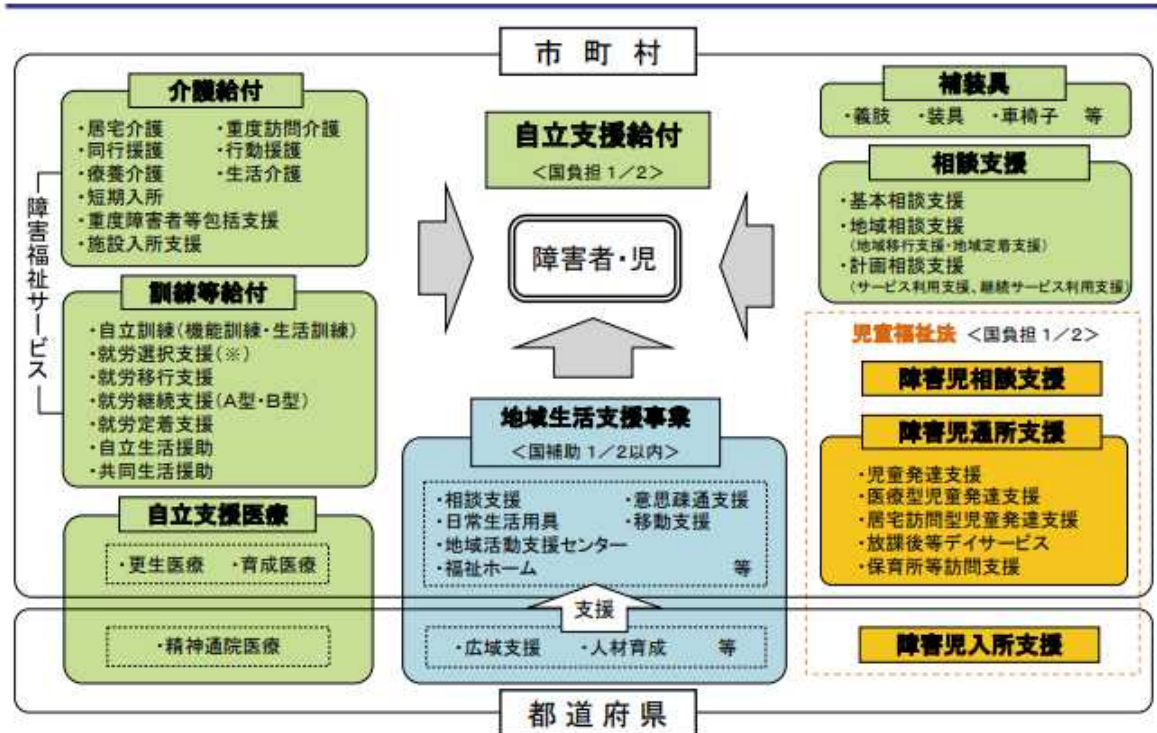 市町村
介護給付
・居宅介護 ・重度訪問介護
・同行援護 ・行動援護
・療養介護 ・生活介護
・短期入所
・重度障害者等包括支援
・施設入所支援
障害福祉サービス
訓練等給付
・自立訓練(機能訓練・生活訓練)
・就労選択支援(※)
・就労移行支援
・就労継続支援(A型・B型)
・就労定着支援
・自立生活援助
・共同生活援助
自立支援医療
・更生医療 ・育成医療
・精神通院医療
自立支援給付
<国負担 1/2>
障害者・児
地域生活支援事業
<国補助 1/2以内>
・相談支援 ・意思疎通支援
・日常生活用具 ・移動支援
・地域活動支援センター
・福祉ホーム 等
支援
・広域支援 ・人材育成 等
補装具
・義肢 ・装具 ・車椅子 等
相談支援
・基本相談支援
・地域相談支援
(地域移行支援・地域定着支援)
・計画相談支援
(サービス利用支援、継続サービス利用支援)
児童福祉法 <国負担 1/2>
障害児相談支援
障害児通所支援
・児童発達支援
・医療型児童発達支援
・居宅訪問型児童発達支援
・放課後等デイサービス
・保育所等訪問支援
障害児入所支援
都道府県